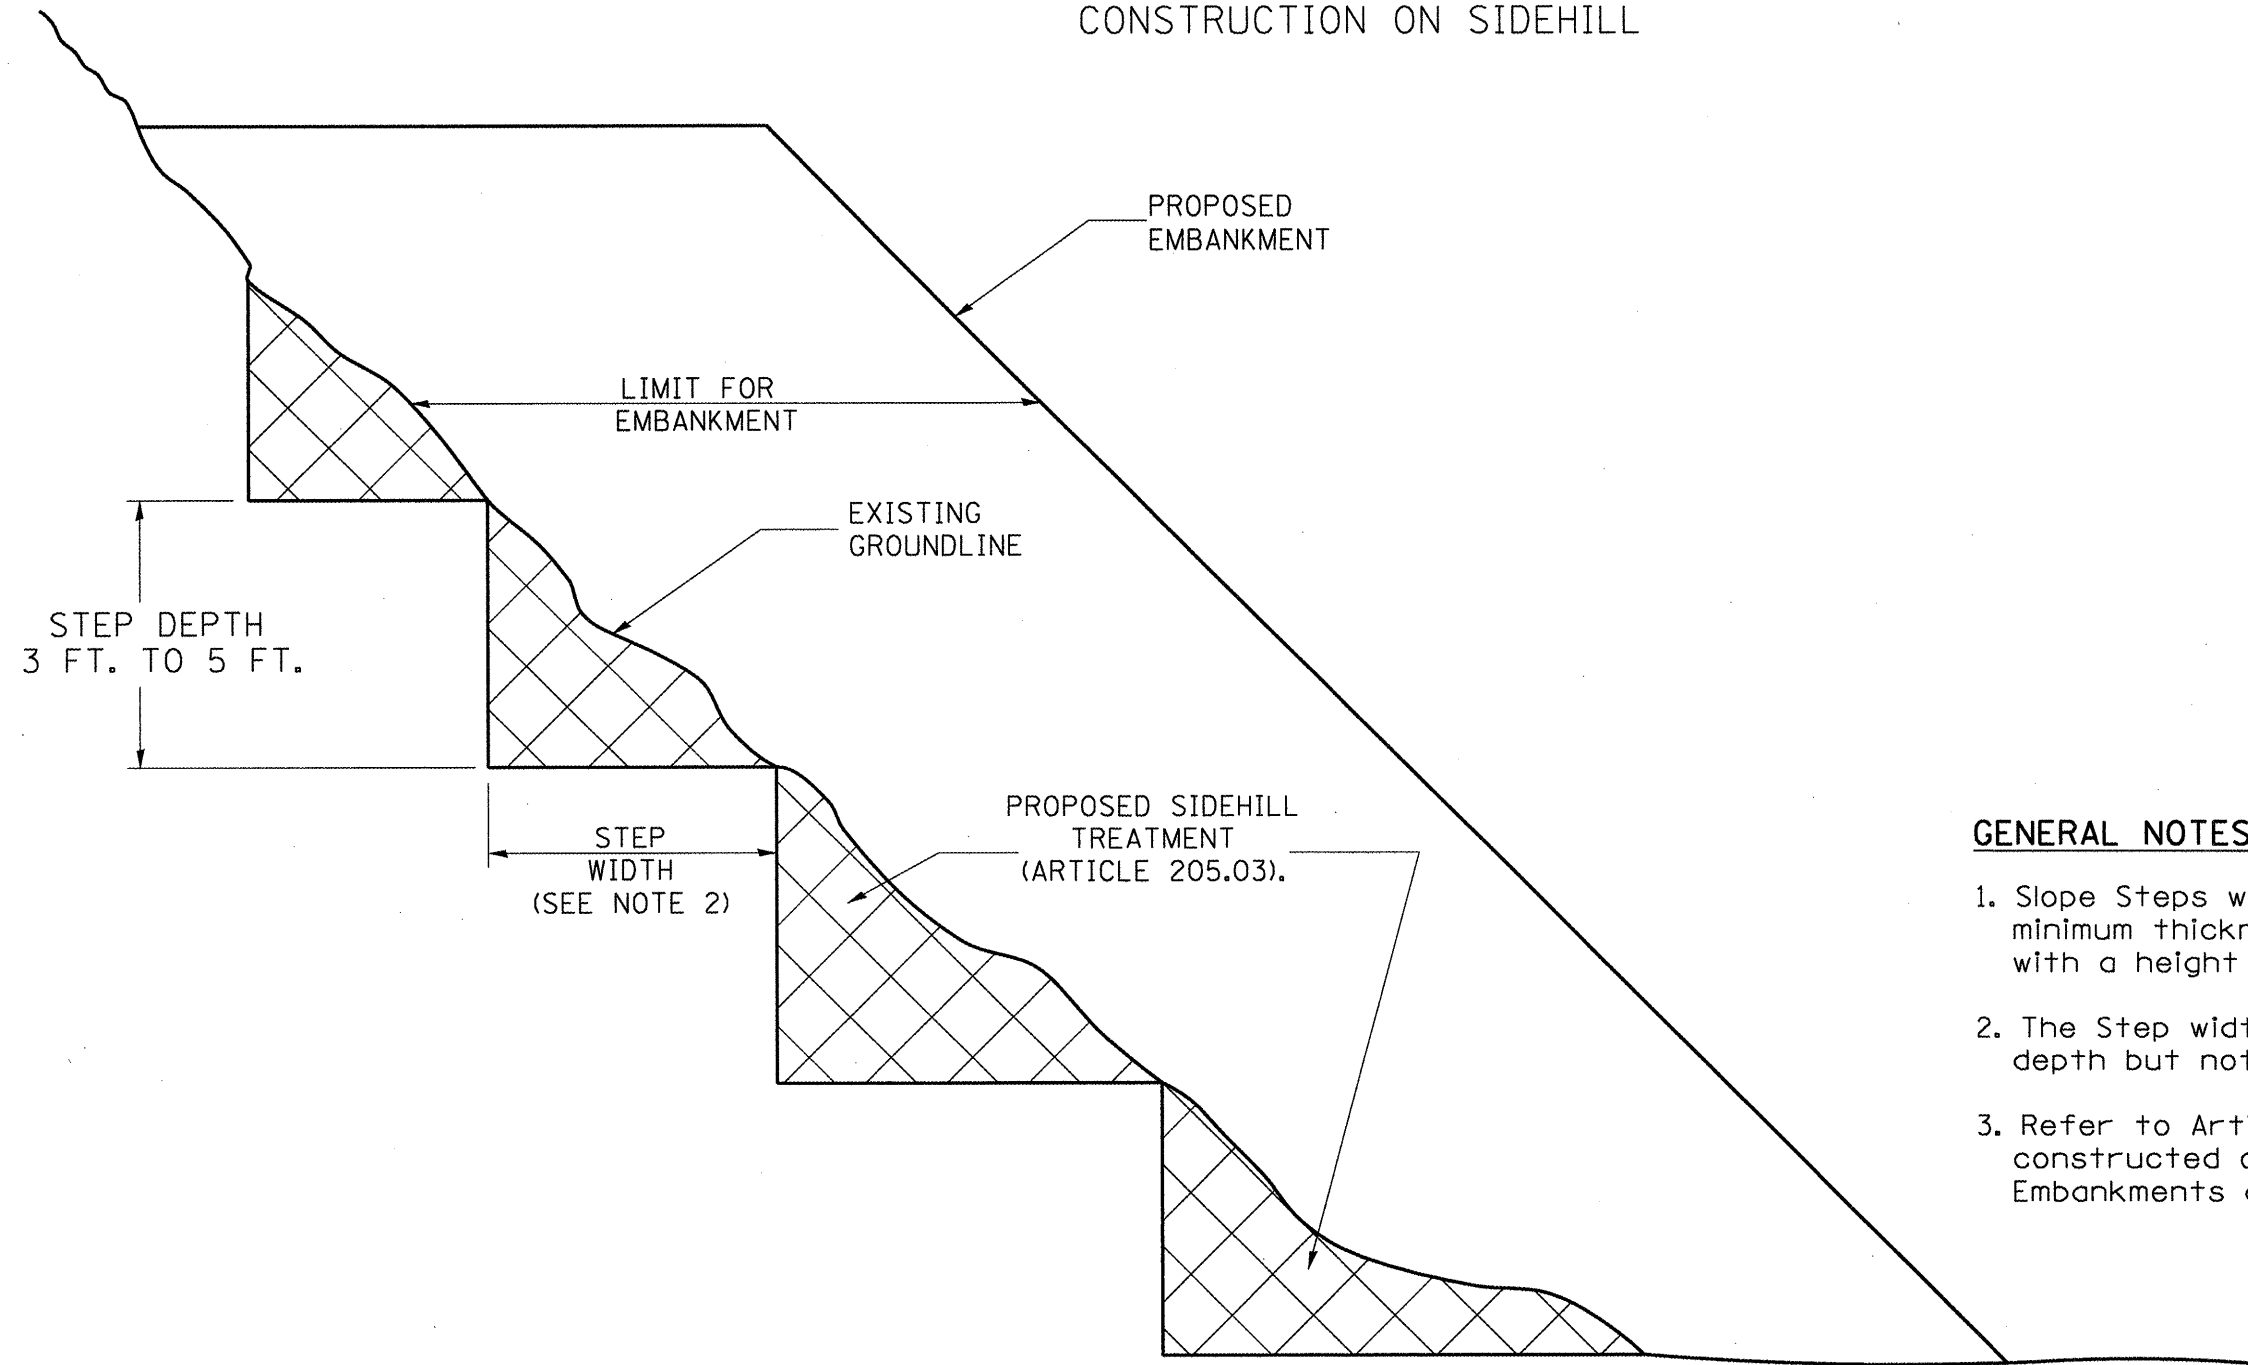 CONSTRUCTION ON SIDEHILL
PROPOSED
EMBANKMENT
LIMIT FOR
EMBANKMENT
EXISTING
GROUNDLINE
STEP DEPTH
3 FT. TO 5 FT.
STEP
WIDTH
(SEE NOTE 2)
PROPOSED SIDEHILL
TREATMENT
(ARTICLE 205.03).
GENERAL NOTES
1. Slope Steps
minimum
with a height
2. The Step
depth but
3. Refer to
constructed
Embankments